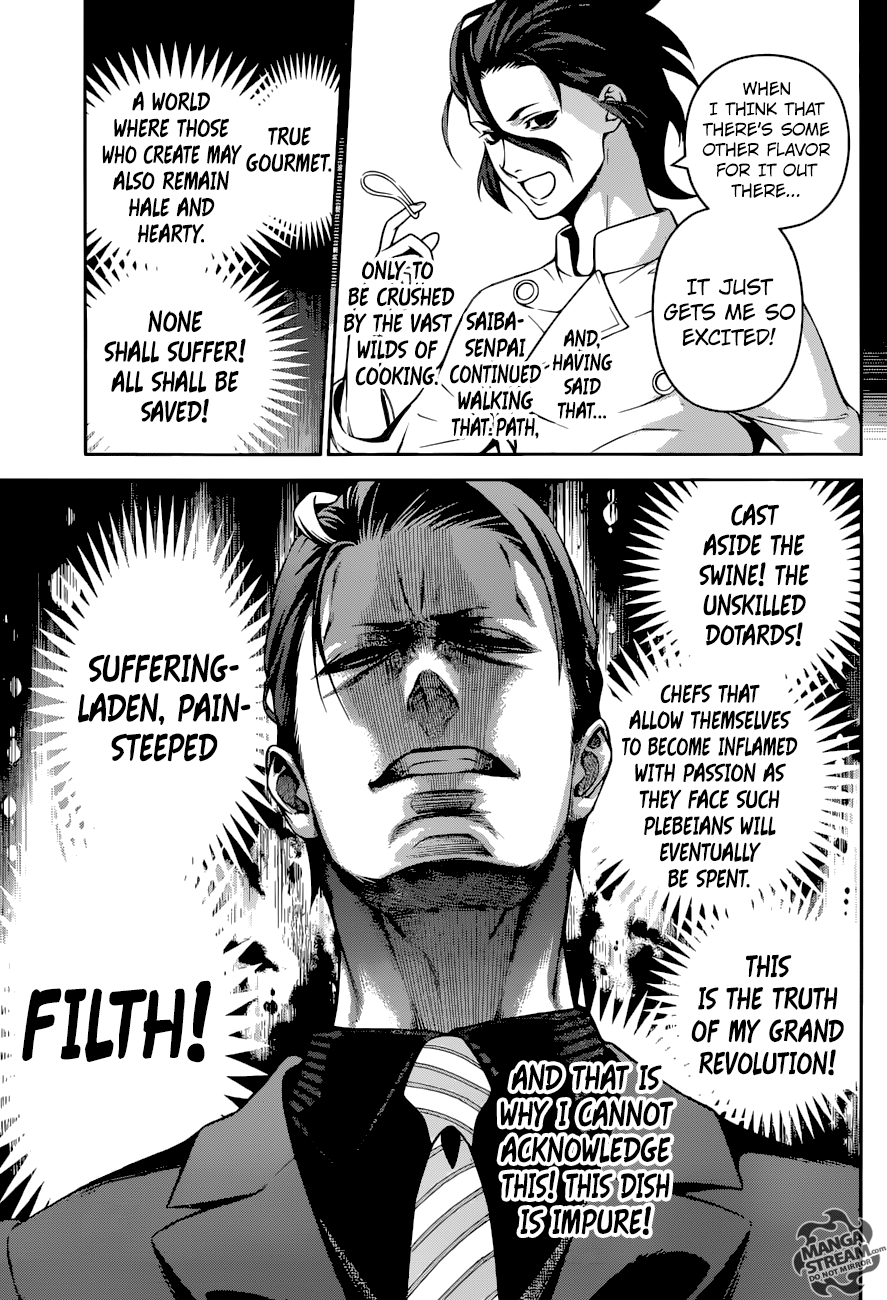 WHEN
I THINK THAT
THERE'S SOME
OTHER FLAVOR
FOR IT OUT
THERE...
IT JUST
GETS ME SO
EXCITED!
AND,
HAVING
SAID
THAT...
SAIBA-
SENPAI
CONTINUED
WALKING
THAT PATH,
ONLY TO
BE CRUSHED
BY THE VAST
WILDS OF
COOKING.
TRUE
GOURMET.
A WORLD
WHERE THOSE
WHO CREATE MAY
ALSO REMAIN
HALE AND
HEARTY.
NONE
SHALL SUFFER!
ALL SHALL BE
SAVED!
CAST
ASIDE THE
SWINE! THE
UNSKILLED
DOTARDS!
CHEFS THAT
ALLOW THEMSELVES
TO BECOME INFLAMED
WITH PASSION AS
THEY FACE SUCH
PLEBEIANS WILL
EVENTUALLY
BE SPENT.
THIS
IS THE TRUTH
OF MY GRAND
REVOLUTION!
AND THAT IS
WHY I CANNOT
ACKNOWLEDGE
THIS! THIS DISH
IS IMPURE!
SUFFERING-
LADEN, PAIN-
STEEPED
FILTH!
MANGA
STREAM.com
DO NOT MIRROR!